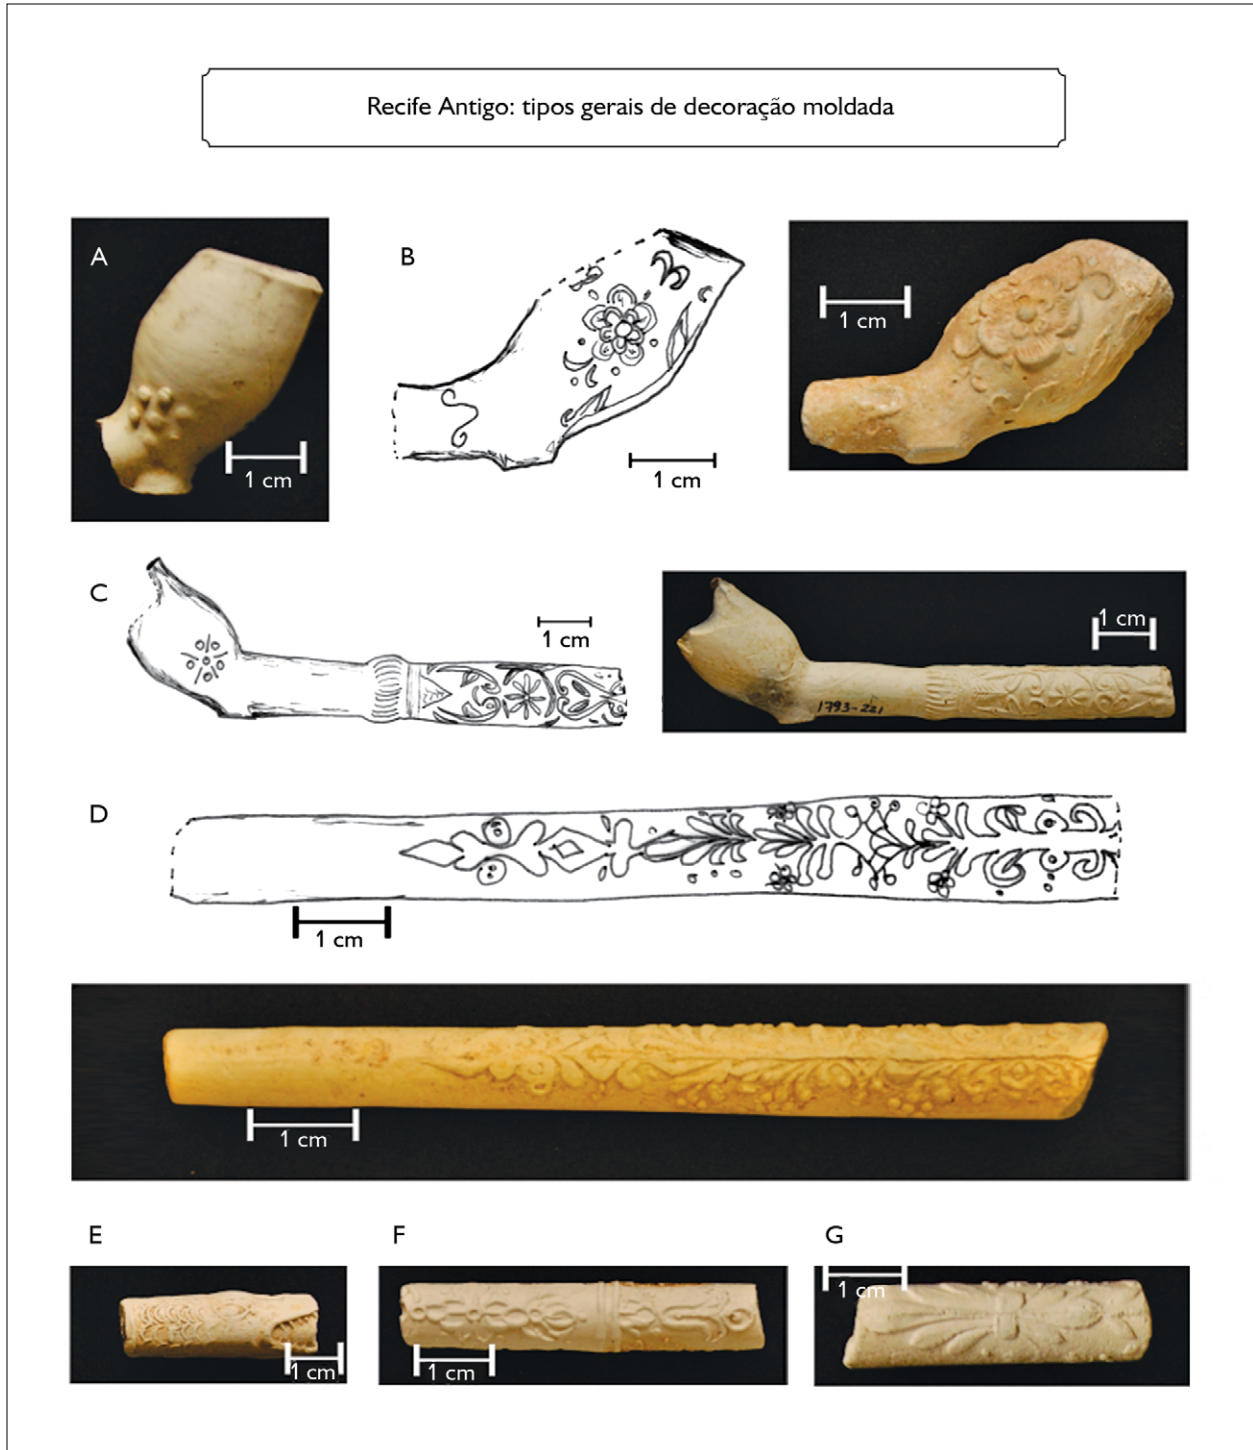 Recife Antigo: tipos gerais de decoração moldada
A
1 cm
B
1 cm
1 cm
C
1 cm
1 cm
1793-221
D
1 cm
1 cm
E
1 cm
F
1 cm
G
1 cm